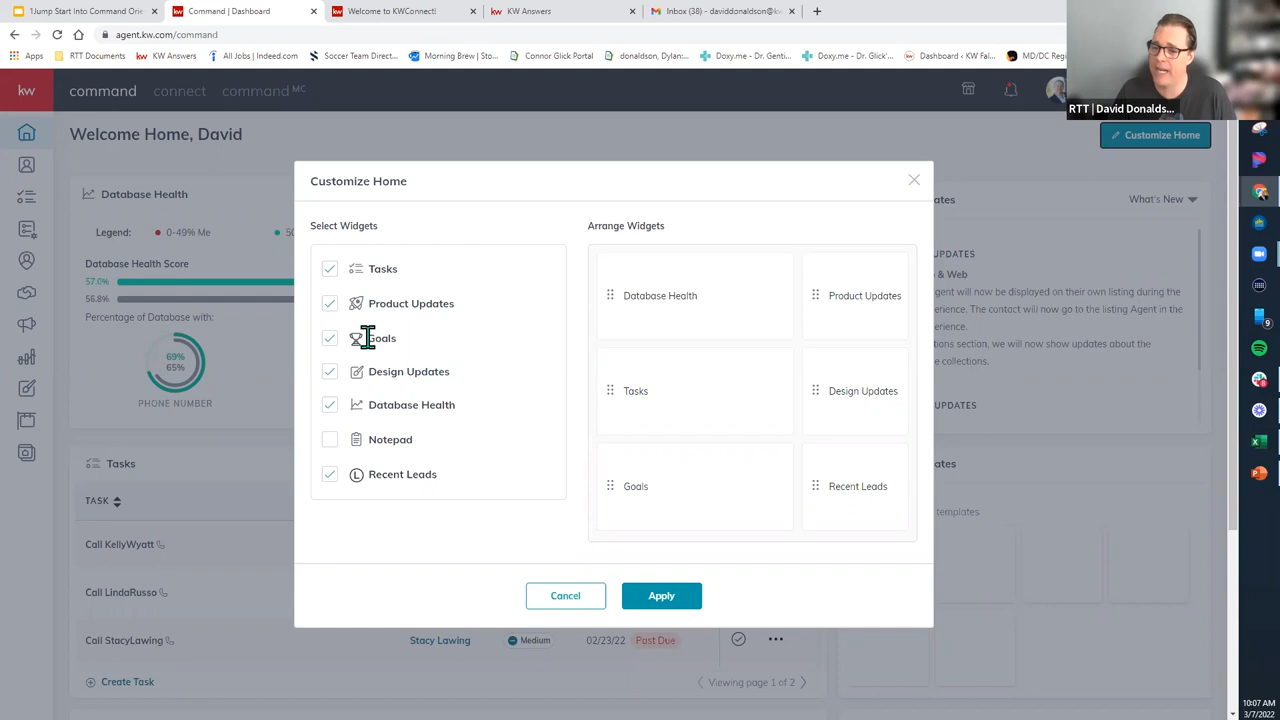 1Jump Start Into Command Orie
Command | Dashboard
Welcome to KWConnect!
KW Answers
Inbox (38) - daviddonaldson@kw
agent.kw.com/command
Apps
RTT Documents
KW Answers
All Jobs | Indeed.com
Soccer Team Direct...
Morning Brew | Sto...
Connor Glick Portal
donaldson, Dylan:...
Doxy.me - Dr. Genti...
Doxy.me - Dr. Glick'...
Dashboard ‹ KW Fal...
MD/DC Regi
RTT | David Donalds...
kw
command
connect
command MC
Welcome Home, David
Customize Home
Database Health
Legend:
0-49% Me
50
Database Health Score
57.0%
56.8%
Percentage of Database with:
69%
65%
PHONE NUMBER
Customize Home
Select Widgets
Tasks
Product Updates
Goals
Design Updates
Database Health
Notepad
Recent Leads
Arrange Widgets
Database Health
Product Updates
Tasks
Design Updates
Goals
Recent Leads
Cancel
Apply
ates
What's New
UPDATES
& Web
gent will now be displayed on their own listing during the
xperience. The contact will now go to the listing Agent in
erience.
tions section, we will now show updates about the
e collections.
UPDATES
Tasks
TASK
Call KellyWyatt
Call LindaRusso
Call StacyLawing
Stacy Lawing
Medium
02/23/22
Past Due
Create Task
Viewing page 1 of 2
dates
templates
9
10:07 AM
3/7/2022